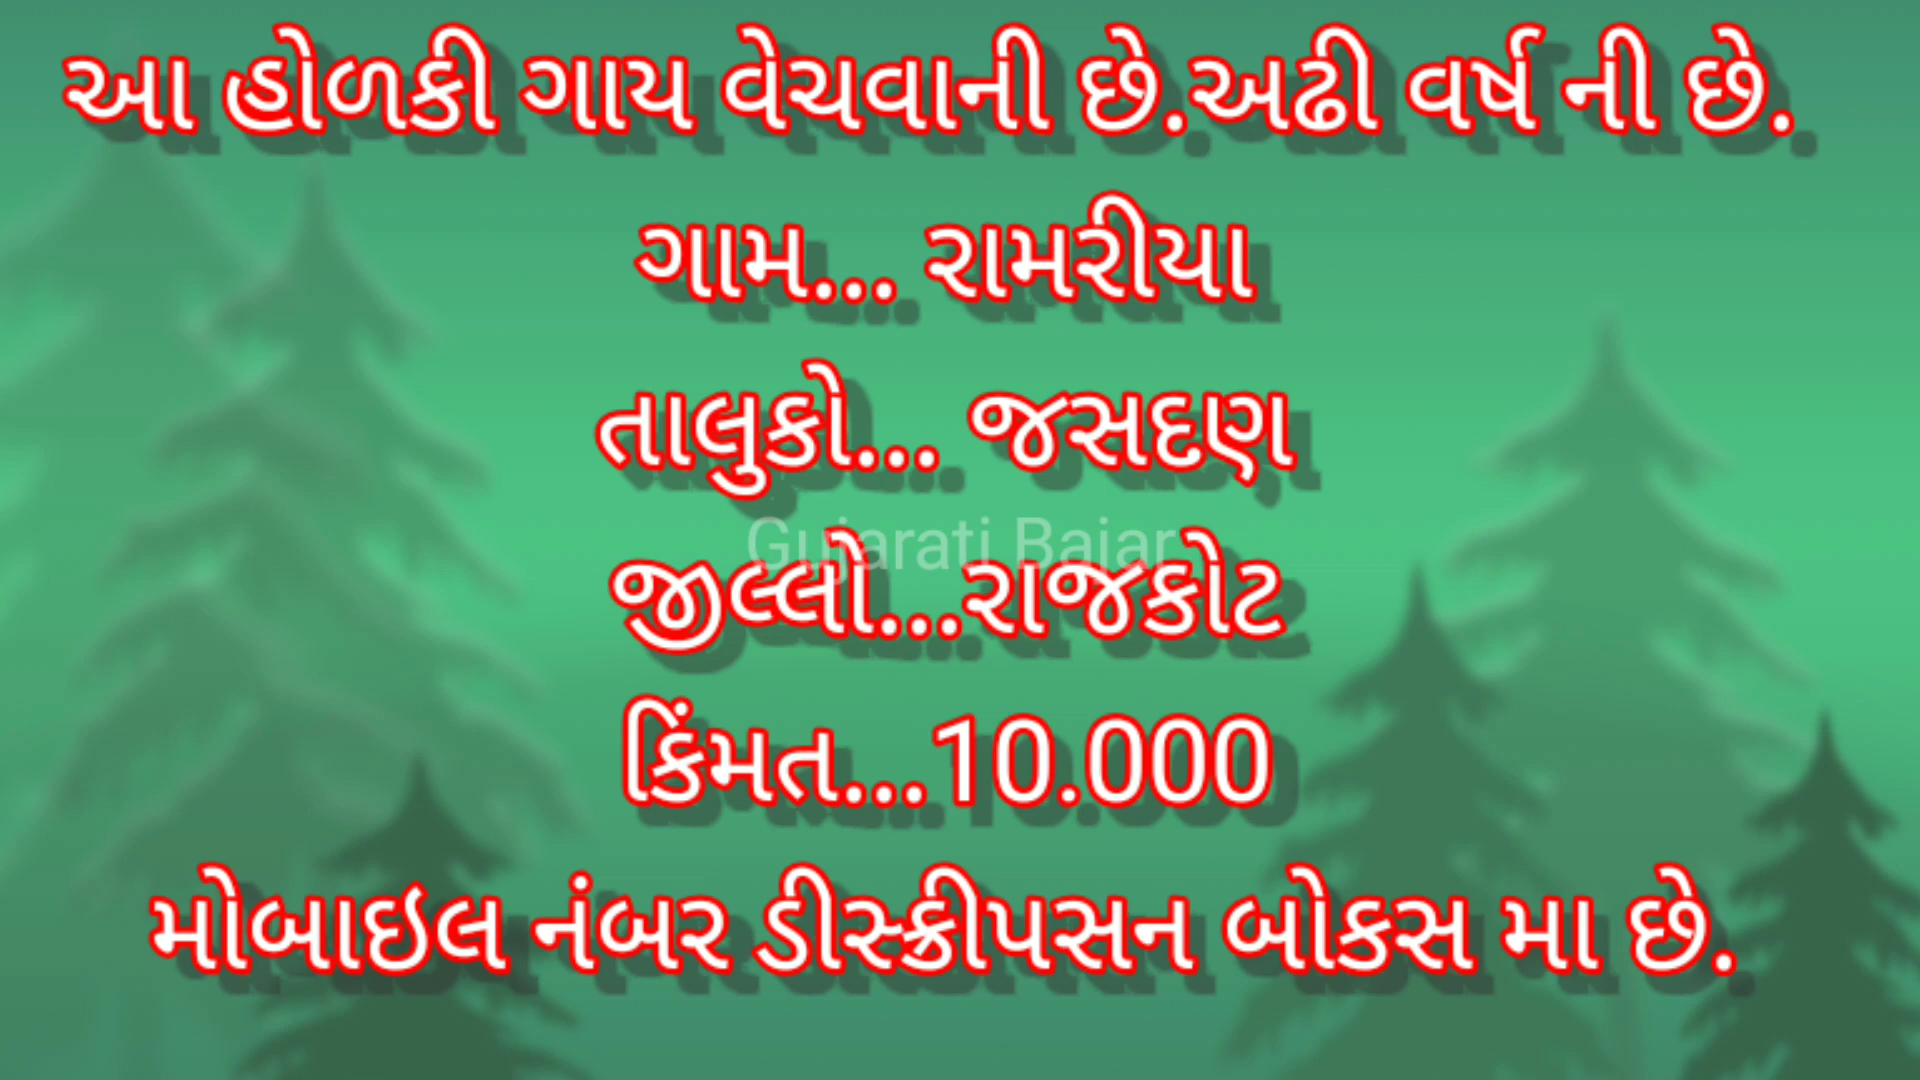 આ હોળકી ગાય વેચવાની છે.અઢી વર્ષ ની છે.
ગામ... રામરીયા
તાલુકો... જસદણ
Gujarati Bajar
જીલ્લો...રાજકોટ
કિંમત...10.000
મોબાઇલ નંબર ડીસ્ક્રીપસન બોકસ મા છે.